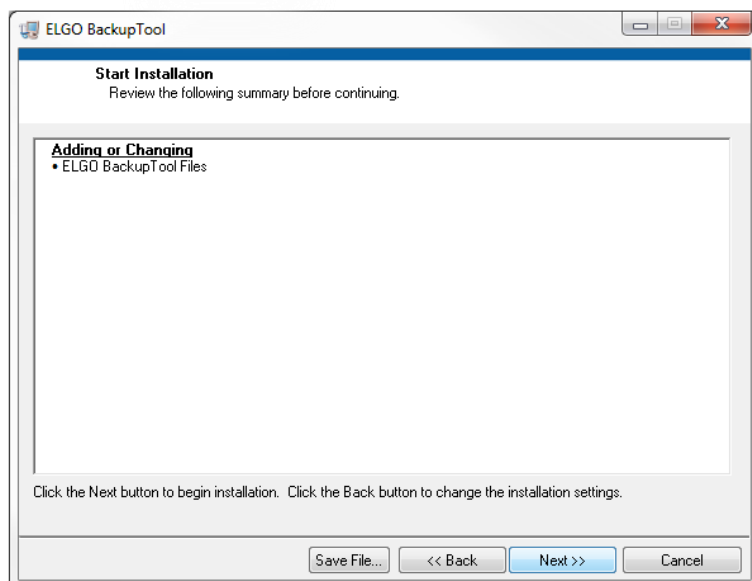 ELGO BackupTool
Start Installation
Review the following summary before continuing.
Adding or Changing
• ELGO BackupTool Files
Click the Next button to begin installation. Click the Back button to change the installation settings.
Save File... << Back Next >> Cancel